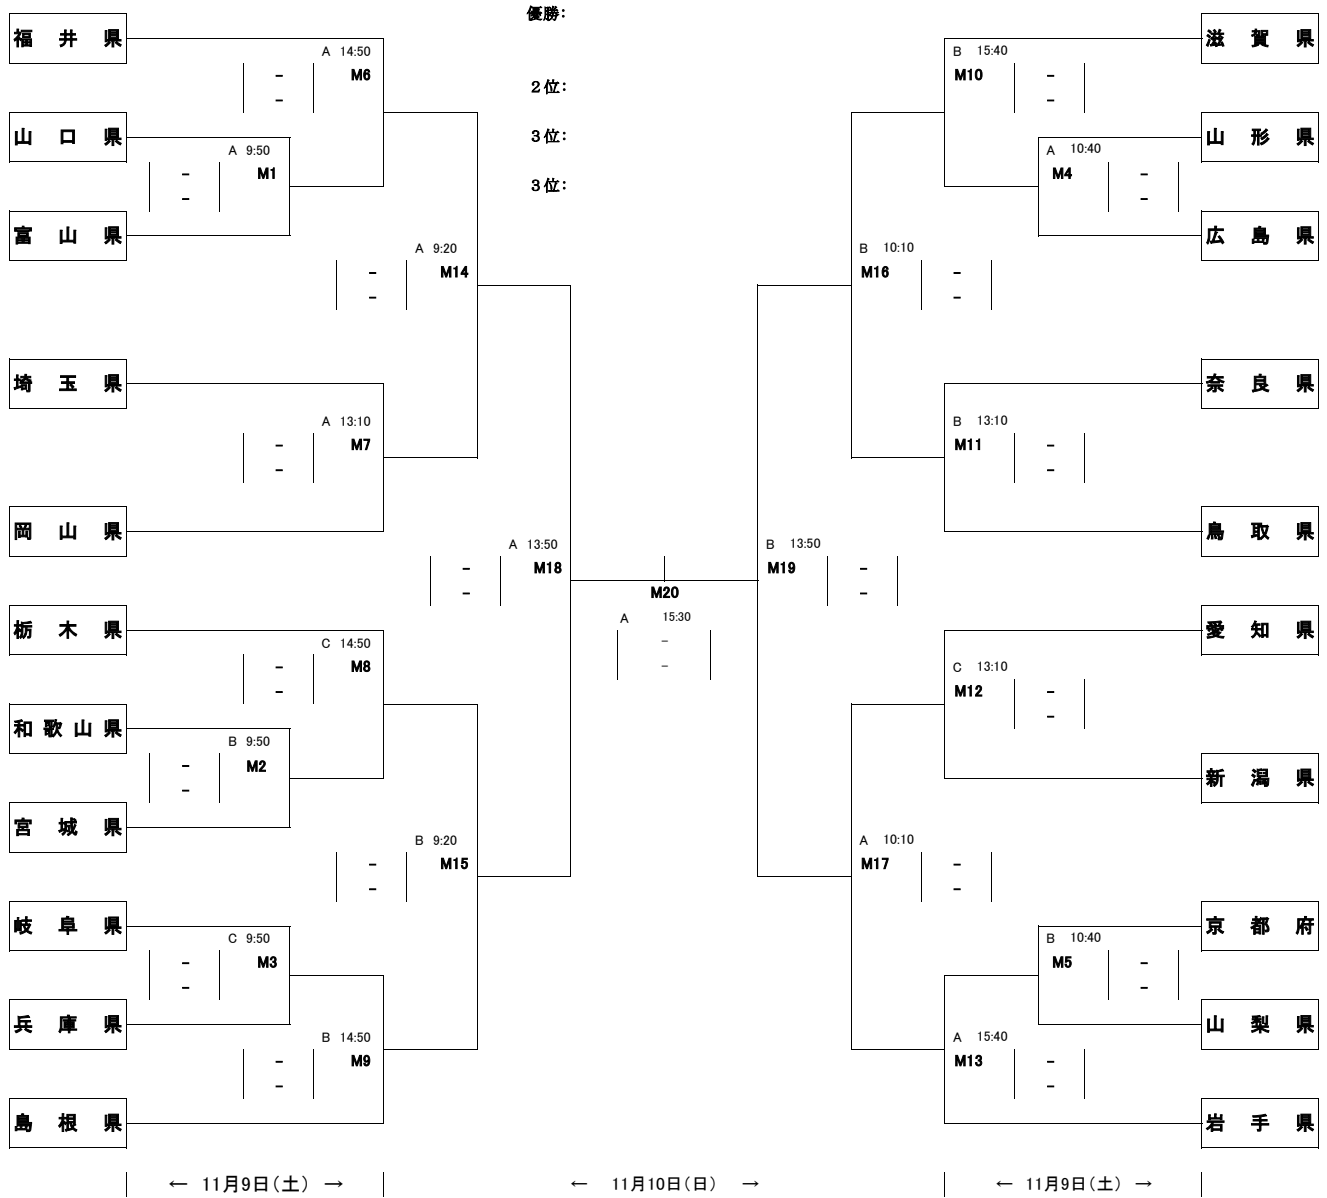 優勝:
2位:
3位:
3位:
福井県
A 14:50
M6
-
-
山口県
A 9:50
M1
-
-
富山県
A 9:20
M14
-
-
埼玉県
A 13:10
M7
-
-
岡山県
A 13:50
M18
-
-
栃木県
C 14:50
M8
-
-
和歌山県
B 9:50
M2
-
-
宮城県
B 9:20
M15
-
-
岐阜県
C 9:50
M3
-
-
兵庫県
B 14:50
M9
-
-
島根県
M20
A 15:30
-
-
滋賀県
B 15:40
M10
-
-
山形県
A 10:40
M4
-
-
広島県
B 10:10
M16
-
-
奈良県
B 13:10
M11
-
-
鳥取県
B 13:50
M19
-
-
愛知県
C 13:10
M12
-
-
新潟県
A 10:10
M17
-
-
京都府
B 10:40
M5
-
-
山梨県
A 15:40
M13
-
-
岩手県
← 11月9日(土) →
← 11月10日(日) →
← 11月9日(土) →